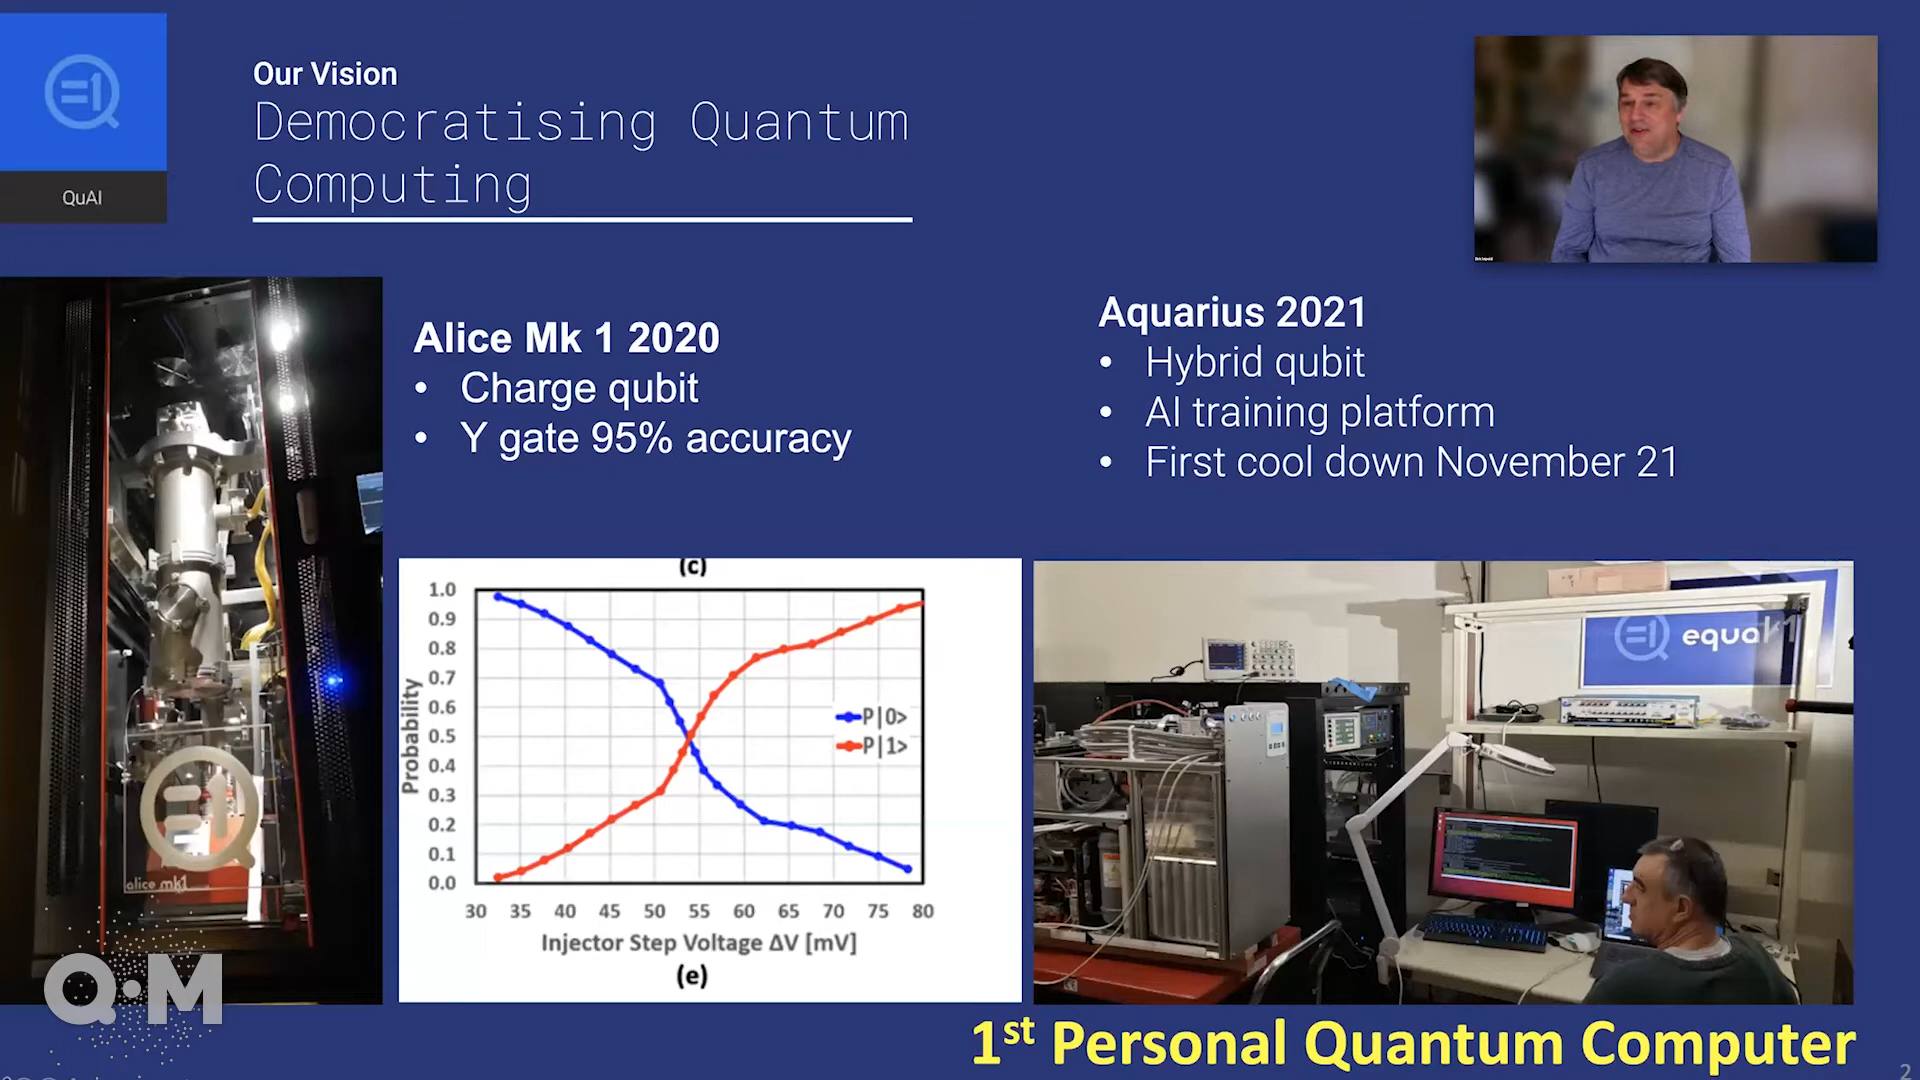 =1
QuAI
Our Vision
Democratising Quantum
Computing
Alice Mk 1 2020
• Charge qubit
• Y gate 95% accuracy
Aquarius 2021
• Hybrid qubit
• AI training platform
• First cool down November 21
alice mk1
(c)
1.0
0.9
0.8
0.7
0.6
0.5
0.4
0.3
0.2
0.1
0.0
Probability
P|0>
P|1>
30 35 40 45 50 55 60 65 70 75 80
Injector Step Voltage ΔV [mV]
(e)
equal1
Q·M
1st Personal Quantum Computer
2